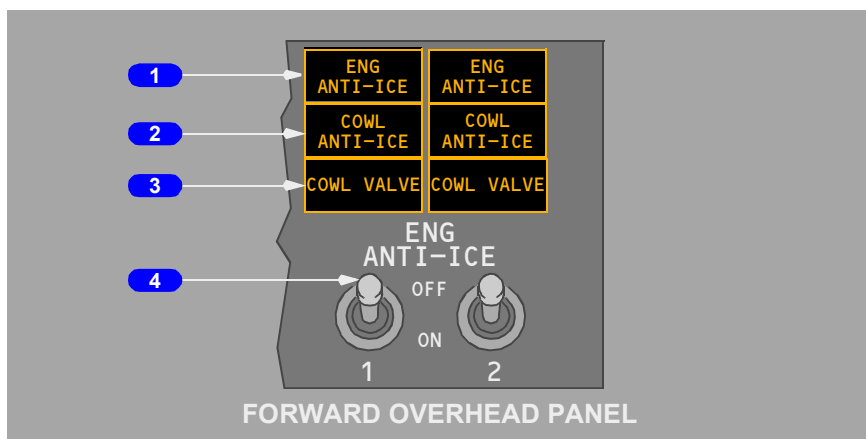 1
ENG ENG
ANTI-ICE ANTI-ICE
2
COWL COWL
ANTI-ICE ANTI-ICE
3
COWL VALVE COWL VALVE
ENG
ANTI-ICE
4
OFF
ON
1 2
FORWARD OVERHEAD PANEL